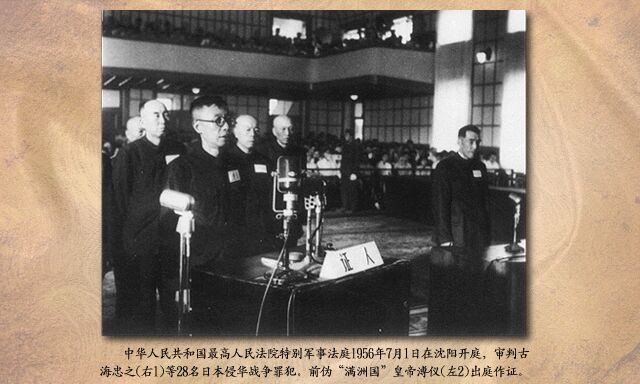 证人
中华人民共和国最高人民法院特别军事法庭1956年7月1日在沈阳开庭，审判古
海忠之(右1)等28名日本侵华战争罪犯。前伪“满洲国”皇帝溥仪(左2)出庭作证。